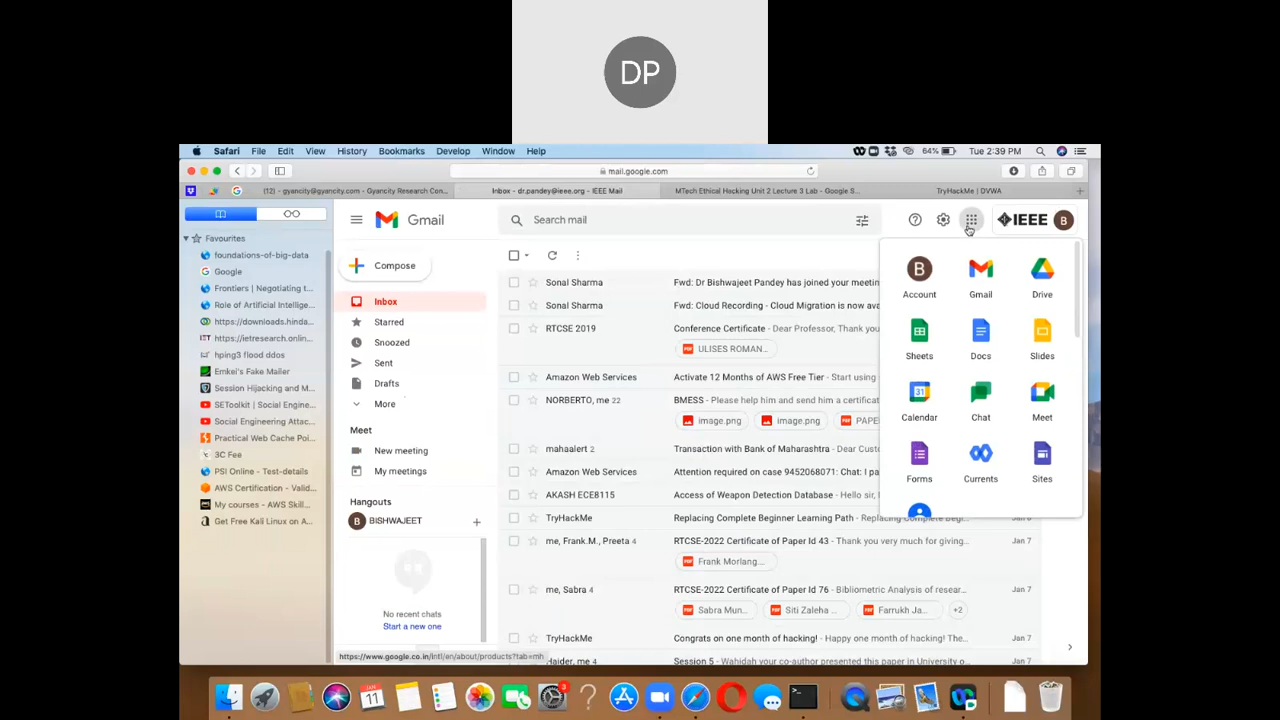 DP
Safari File Edit View History Bookmarks Develop Window Help
64% Tue 2:39 PM
mail.google.com
(12) - gyancity@gyancity.com - Gyancity Research Con...
Inbox - dr.pandey@ieee.org - IEEE Mail
MTech Ethical Hacking Unit 2 Lecture 3 Lab - Google S...
TryHackMe | DVWA
Favourites
foundations-of-big-data
Google
Frontiers | Negotiating t...
Role of Artificial Intellige...
https://downloads.hinda...
https://ietresearch.onlin...
hping3 flood ddos
Emkei's Fake Mailer
Session Hijacking and M...
SEToolkit | Social Engine...
Social Engineering Attac...
Practical Web Cache Poi...
3C Fee
PSI Online - Test-details
AWS Certification - Valid...
My courses - AWS Skill...
Get Free Kali Linux on A...
Gmail
Search mail
IEEE B
Compose
Inbox
Starred
Snoozed
Sent
Drafts
More
Meet
New meeting
My meetings
Hangouts
B BISHWAJEET
No recent chats
Start a new one
Sonal Sharma Fwd: Dr Bishwajeet Pandey has joined your meetin
Sonal Sharma Fwd: Cloud Recording - Cloud Migration is now ava
RTCSE 2019 Conference Certificate - Dear Professor, Thank you
PDF ULISES ROMAN...
Amazon Web Services Activate 12 Months of AWS Free Tier - Start using
NORBERTO, me 22 BMESS - Please help him and send him a certifica
image.png image.png PDF PAPE
mahaalert 2 Transaction with Bank of Maharashtra - Dear Custo
Amazon Web Services Attention required on case 9452068071: Chat: I pa
AKASH ECE8115 Access of Weapon Detection Database - Hello sir,
TryHackMe Replacing Complete Beginner Learning Path - Replacing Complete Begi...
me, Frank.M., Preeta 4 RTCSE-2022 Certificate of Paper Id 43 - Thank you very much for giving... Jan 7
PDF Frank Morlang...
me, Sabra 4 RTCSE-2022 Certificate of Paper Id 76 - Bibliometric Analysis of resear... Jan 7
PDF Sabra Mun... PDF Siti Zaleha ... PDF Farrukh Ja... +2
TryHackMe Congrats on one month of hacking! - Happy one month of hacking! The... Jan 7
Haider, me 4 Session 5 - Wahidah your co-author presented this paper in University o... Jan 7
B
Account Gmail Drive
Sheets Docs Slides
31
Calendar Chat Meet
Forms Currents Sites
https://www.google.co.in/intl/en/about/products?tab=mh
JAN
11
3